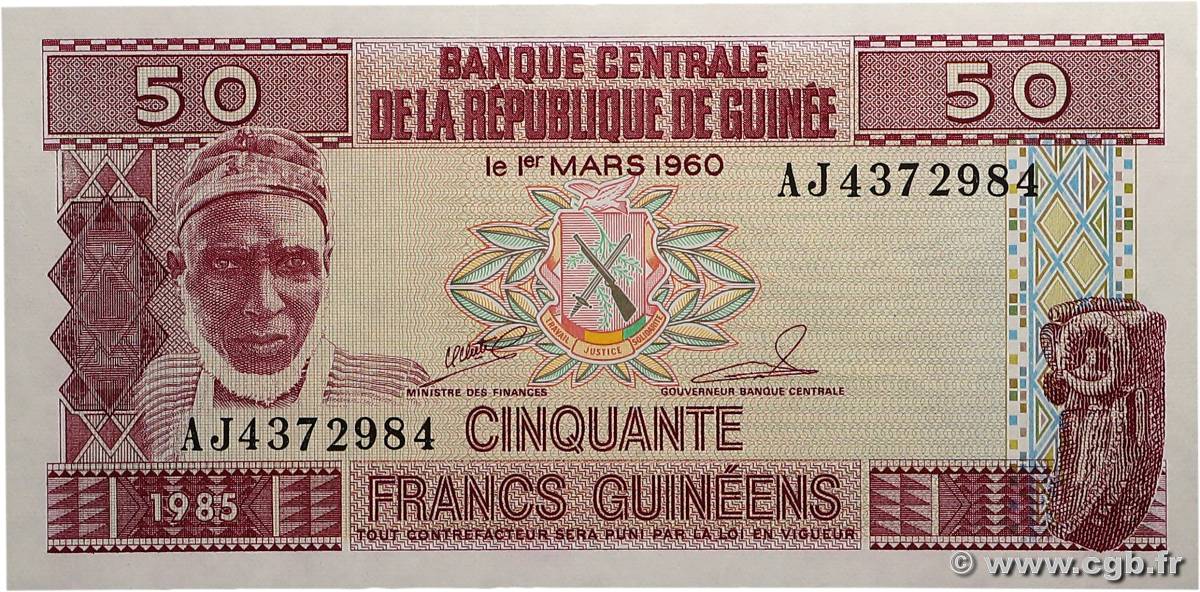 50 BANQUE CENTRALE 50
DE LA RÉPUBLIQUE DE GUINÉE
le 1er MARS 1960
AJ4372984
TRAVAIL JUSTICE SOLIDARITÉ
MINISTRE DES FINANCES GOUVERNEUR BANQUE CENTRALE
AJ4372984 CINQUANTE
50
1985 FRANCS GUINÉENS
TOUT CONTREFACTEUR SERA PUNI PAR LA LOI EN VIGUEUR
© www.cgb.fr